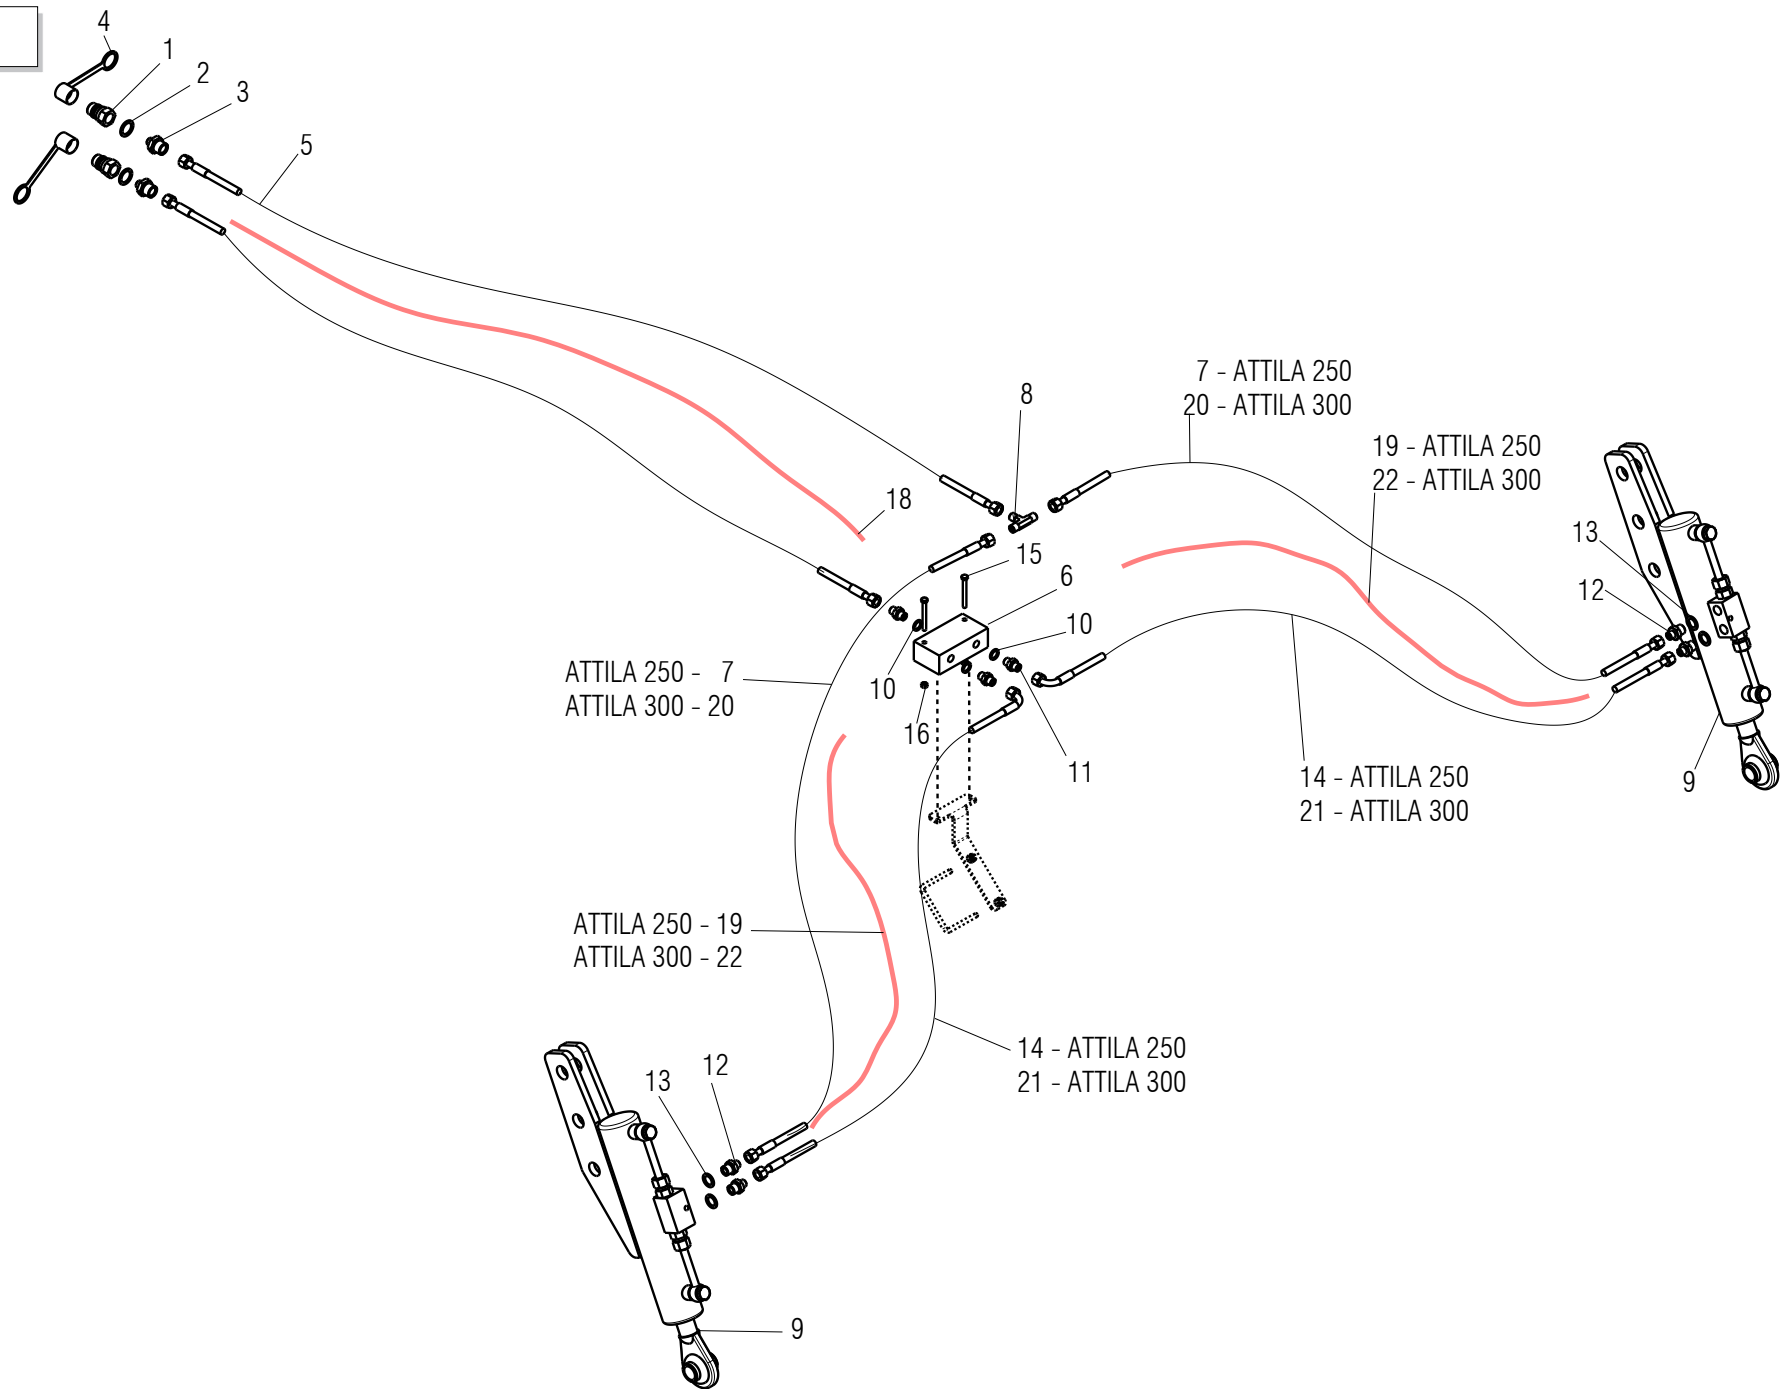 4
1
2
3
5
7 - ATTILA 250
20 - ATTILA 300
8
19 - ATTILA 250
22 - ATTILA 300
18
13
15
6
12
10
ATTILA 250 - 7
ATTILA 300 - 20
10
16
11
14 - ATTILA 250
21 - ATTILA 300
9
ATTILA 250 - 19
ATTILA 300 - 22
14 - ATTILA 250
21 - ATTILA 300
13
12
9